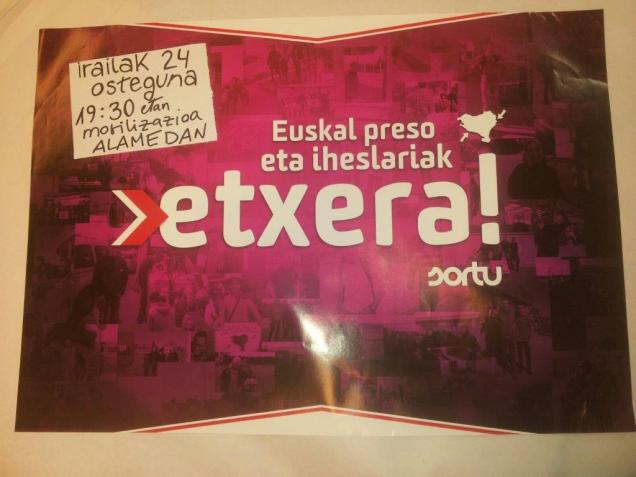 irailak 24
osteguna
19:30 etan
mobilizazioa
ALAMEDAN
Euskal preso
eta iheslariak
etxera!
sortu